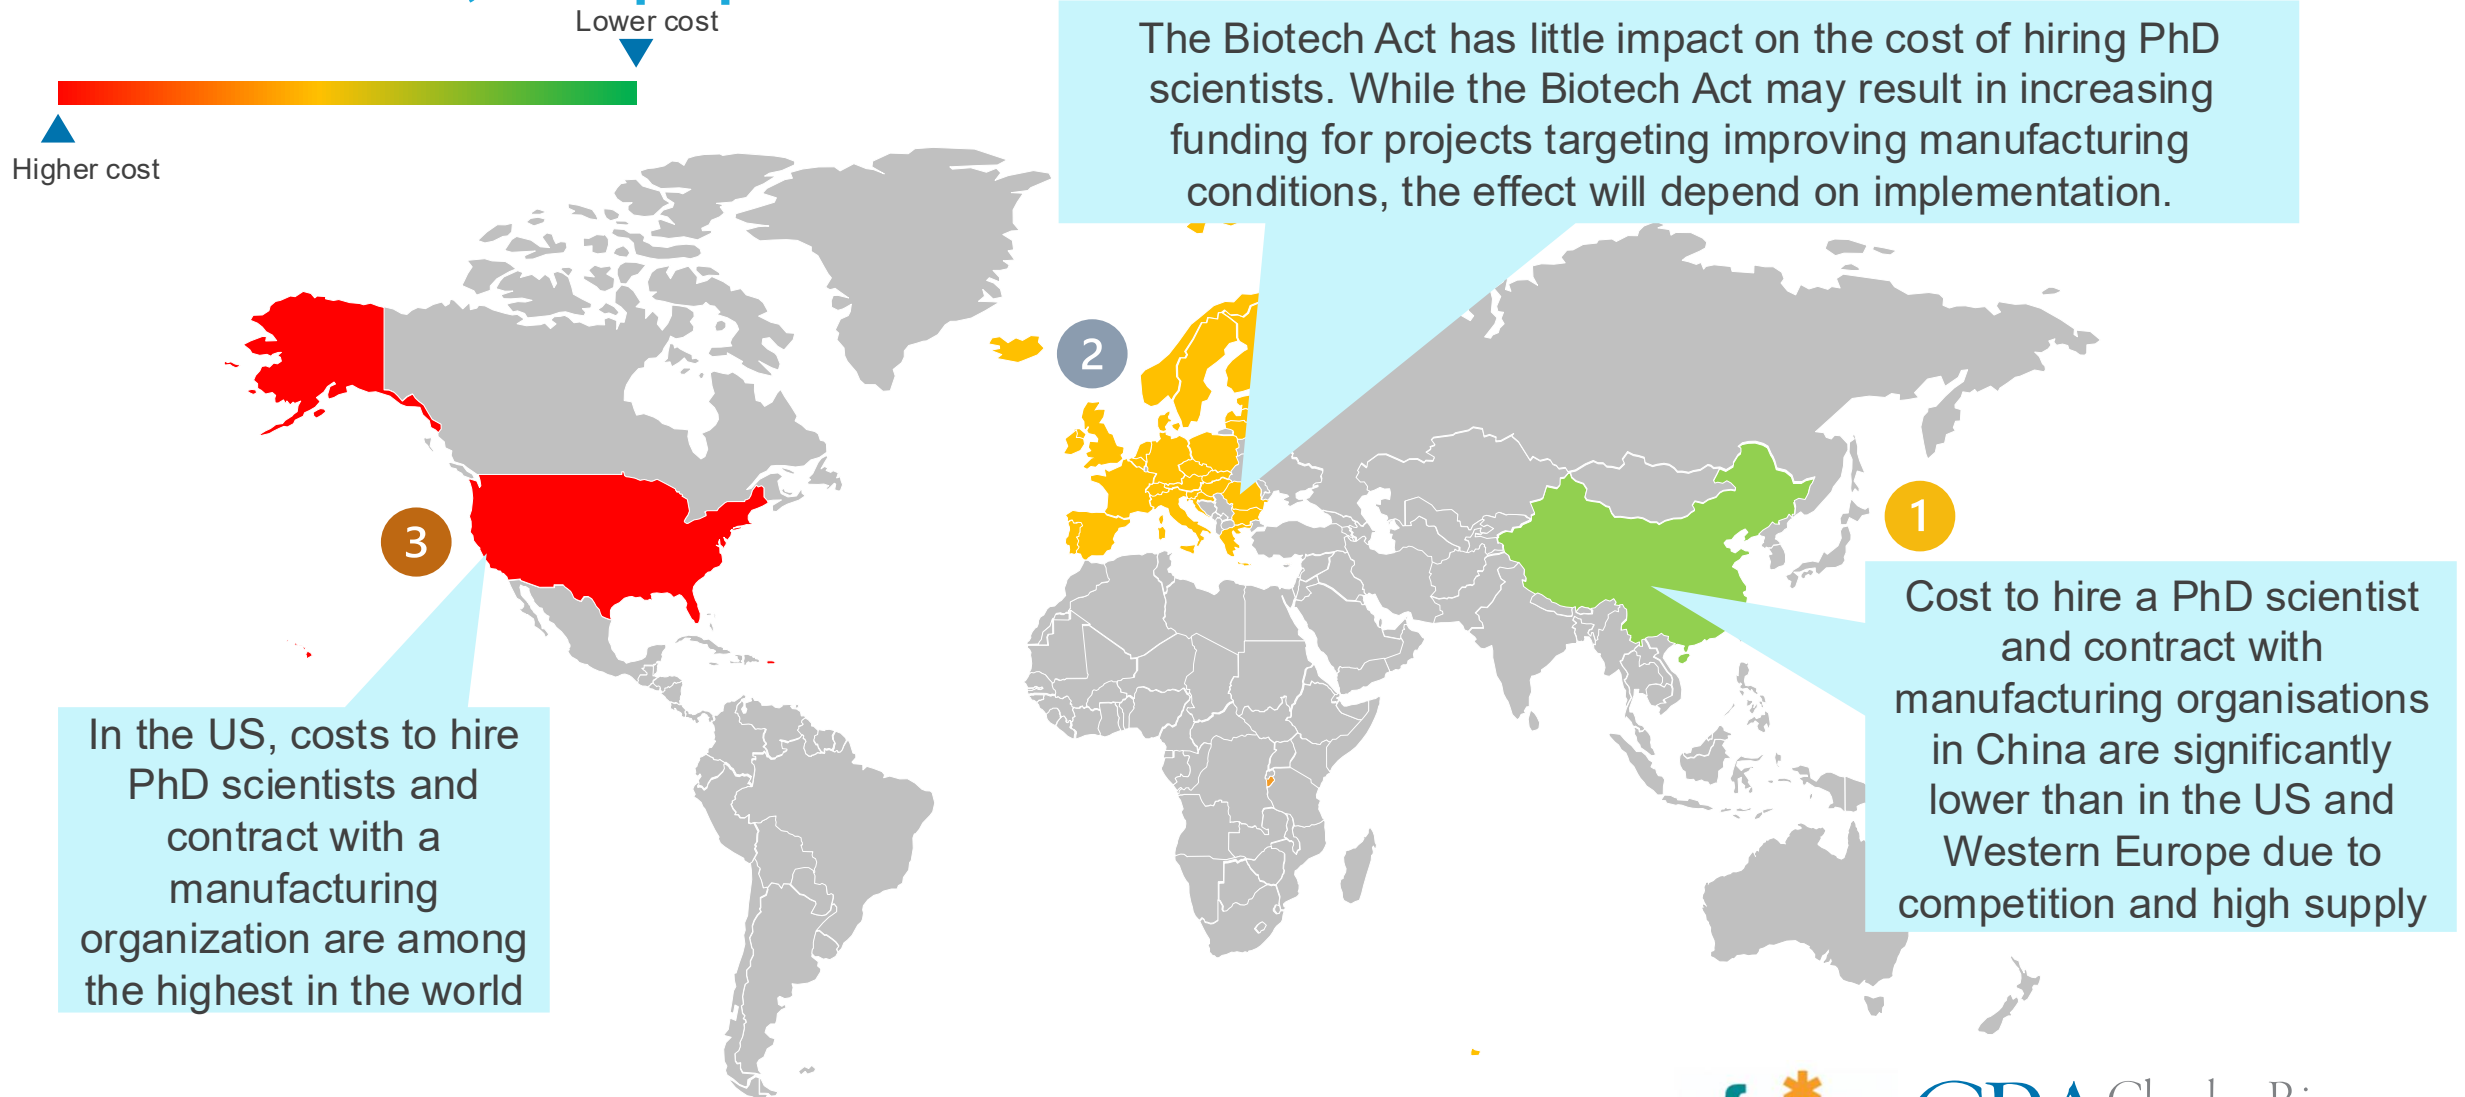 Lower cost
Higher cost
The Biotech Act has little impact on the cost of hiring PhD
scientists. While the Biotech Act may result in increasing
funding for projects targeting improving manufacturing
conditions, the effect will depend on implementation.
2
3
1
In the US, costs to hire
PhD scientists and
contract with a
manufacturing
organization are among
the highest in the world
Cost to hire a PhD scientist
and contract with
manufacturing organisations
in China are significantly
lower than in the US and
Western Europe due to
competition and high supply